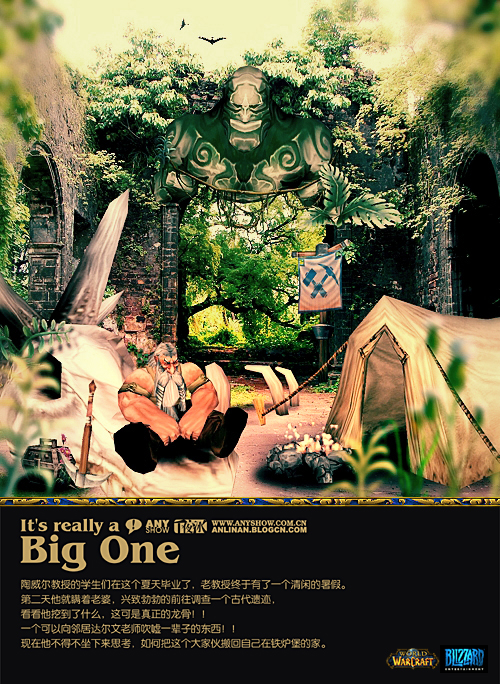 It's really a
Big One
ANY SHOW
WWW.ANYSHOW.COM.CN
ANLINAN.BLOGCN.COM
陶威尔教授的学生们在这个夏天毕业了，老教授终于有了一个清闲的暑假。
第二天他就瞒着老婆，兴致勃勃的前往调查一个古代遗迹，
看看他挖到了什么，这可是真正的龙骨！！
一个可以向邻居达尔文老师吹嘘一辈子的东西！！
现在他不得不坐下来思考，如何把这个大家伙搬回自己在铁炉堡的家。
WORLD OF WARCRAFT
BLIZZARD
ENTERTAINMENT